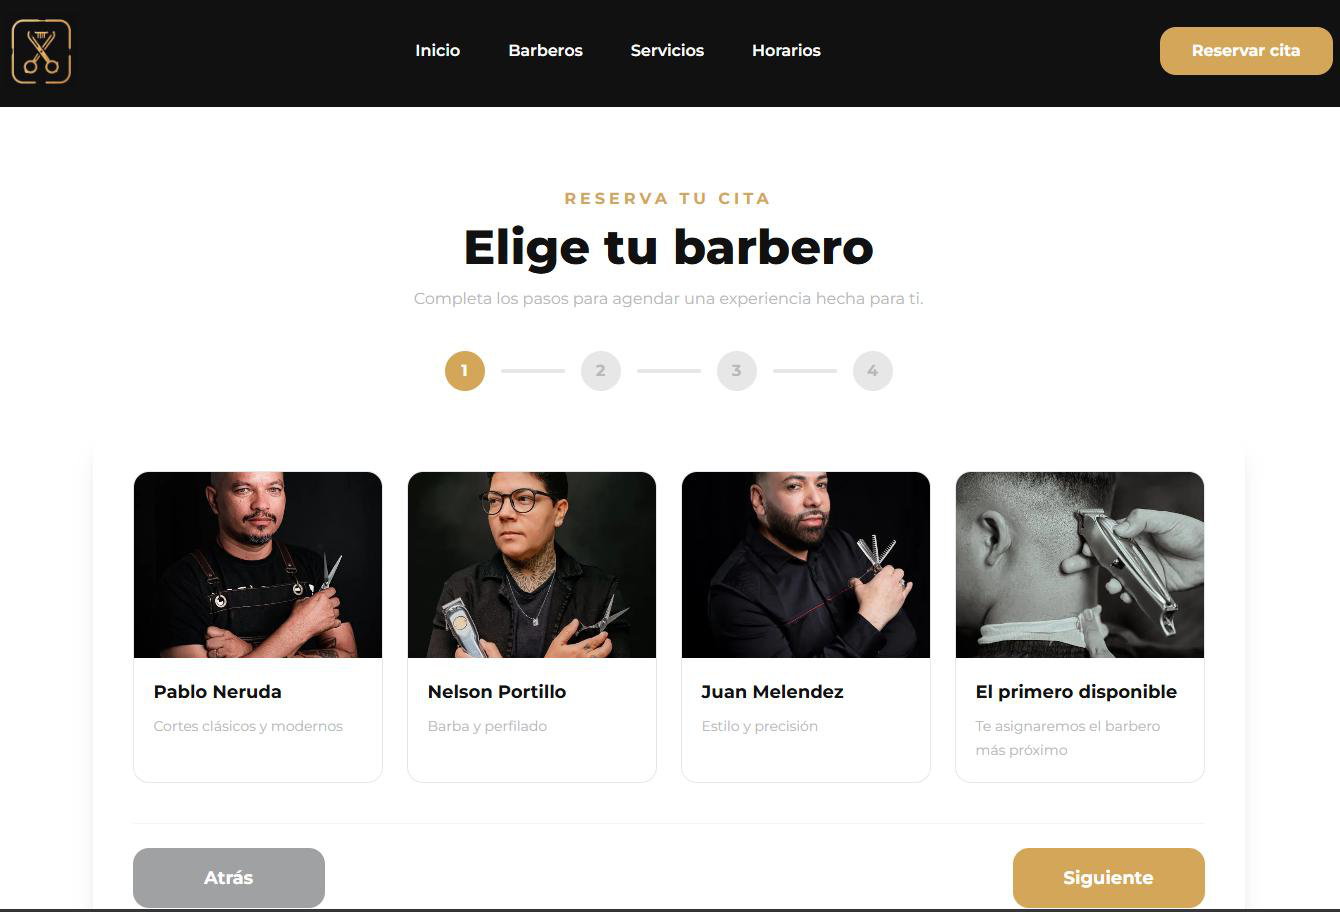 Inicio
Barberos
Servicios
Horarios
Reservar cita
RESERVA TU CITA
Elige tu barbero
Completa los pasos para agendar una experiencia hecha para ti.
1
2
3
4
Pablo Neruda
Cortes clásicos y modernos
Nelson Portillo
Barba y perfilado
Juan Melendez
Estilo y precisión
El primero disponible
Te asignaremos el barbero
más próximo
Atrás
Siguiente